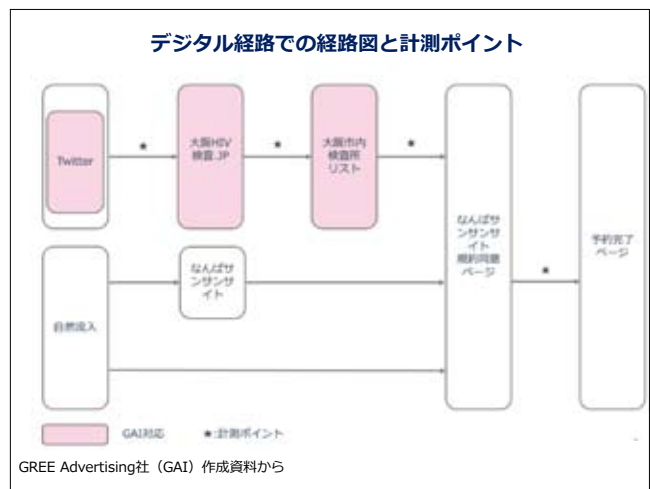 デジタル経路での経路図と計測ポイント
Twitter
大阪HIV
検査.JP
大阪市内
検査所
リスト
なんばサ
ンサンサ
イト
規約同意
ページ
予約完了
ページ
★
★
★
★
自然流入
なんばサ
ンサンサ
イト
GAI対応
★:計測ポイント
GREE Advertising社（GAI）作成資料から